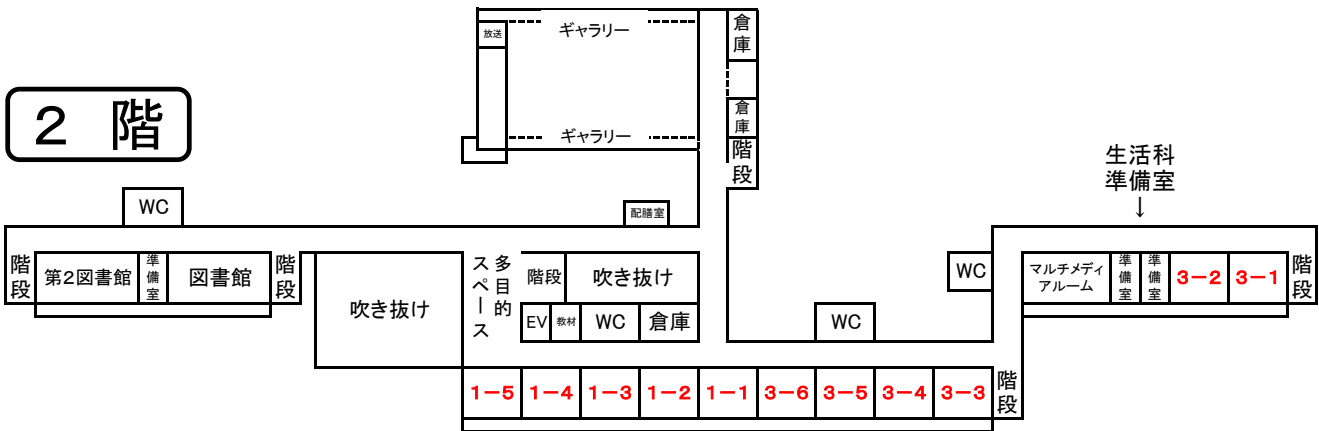 ２ 階
放送
ギャラリー
倉庫
倉庫
ギャラリー
階段
生活科
準備室
↓
WC
配膳室
階段
第2図書館
準備室
図書館
階段
吹き抜け
多目的
スペース
階段
吹き抜け
EV
教材
WC
倉庫
WC
WC
マルチメディ
アルーム
準備室
準備室
3－2
3－1
階段
1－5
1－4
1－3
1－2
1－1
3－6
3－5
3－4
3－3
階段